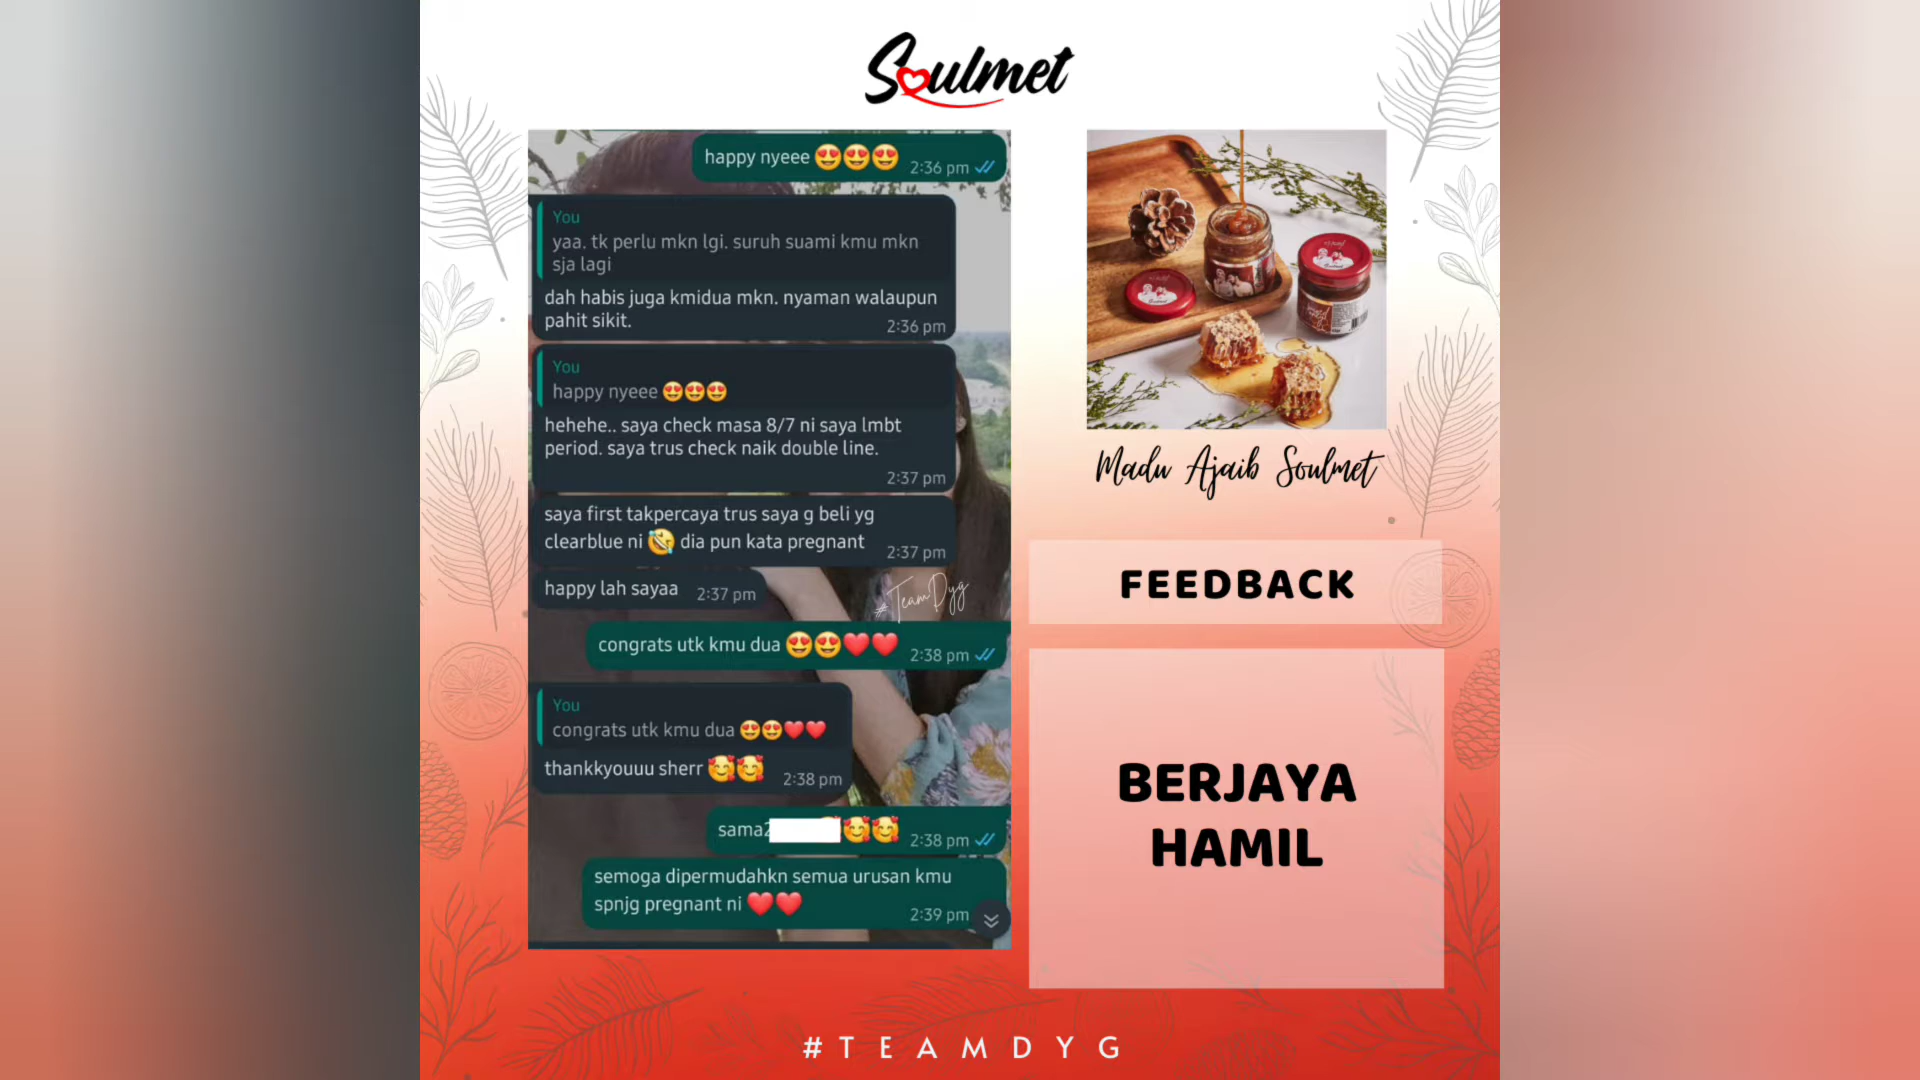 Soulmet
happy nyeee 😍😍😍 2:36 pm
You
yaa. tk perlu mkn lgi. suruh suami kmu mkn
sja lagi
dah habis juga kmidua mkn. nyaman walaupun
pahit sikit. 2:36 pm
You
happy nyeee 😍😍😍
hehehe.. saya check masa 8/7 ni saya lmbt
period. saya trus check naik double line.
2:37 pm
saya first takpercaya trus saya g beli yg
clearblue ni 🤣 dia pun kata pregnant 2:37 pm
happy lah sayaa 2:37 pm
#TeamDyg
congrats utk kmu dua 😍😍❤️❤️ 2:38 pm
You
congrats utk kmu dua 😍😍❤️❤️
thankkyouuu sherr 🥰🥰 2:38 pm
sama2 🥰🥰 2:38 pm
semoga dipermudahkn semua urusan kmu
spnjg pregnant ni ❤️❤️ 2:39 pm
Madu Ajaib Soulmet
FEEDBACK
BERJAYA
HAMIL
#TEAMDYG